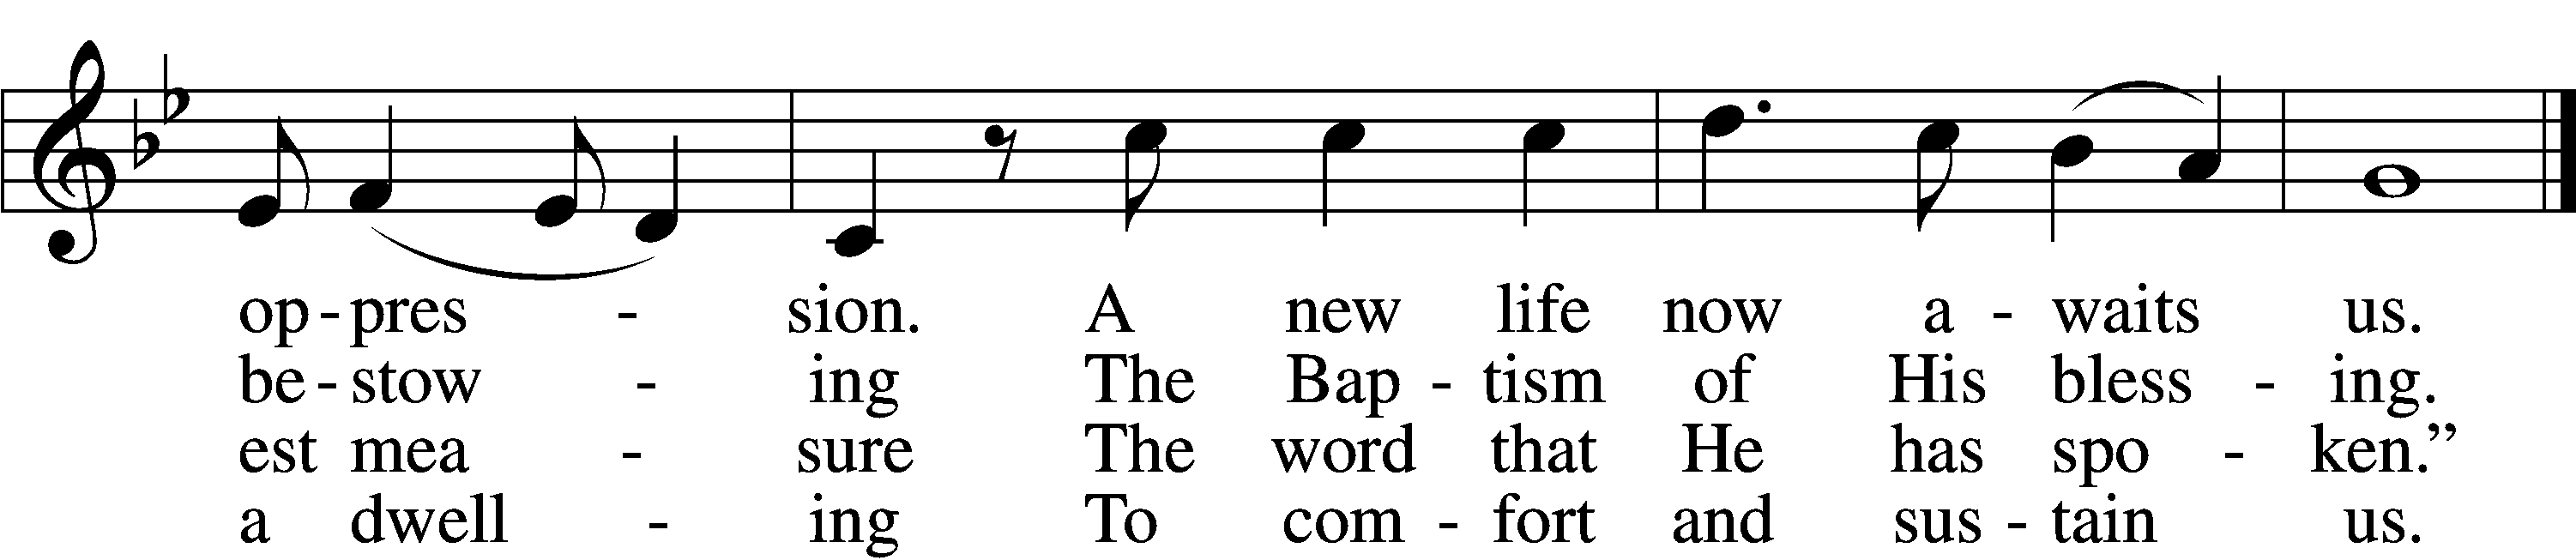 op - pres - sion. A new life now a - waits us.
be - stow - ing The Bap - tism of His bless - ing.
est mea - sure The word that He has spo - ken.”
a dwell - ing To com - fort and sus - tain us.